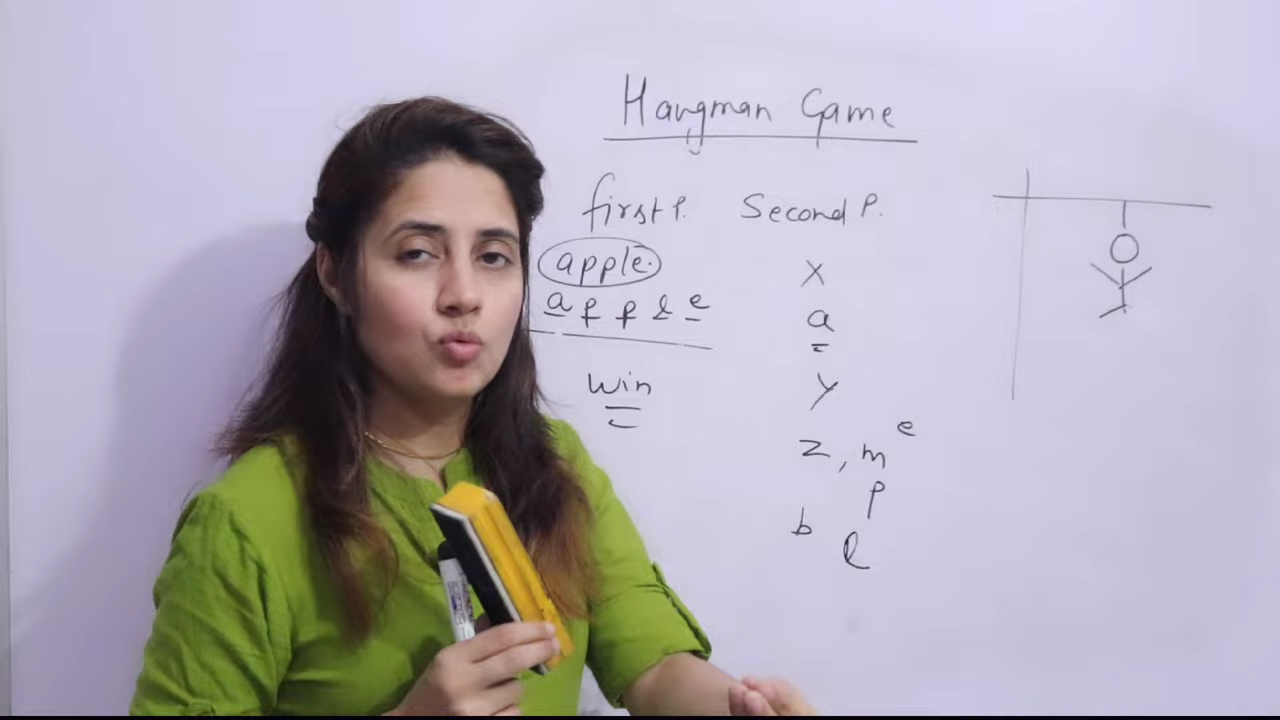 Hangman Game
first P. Second P.
apple. x
a p p l e a
win y
z, m e
p
b l